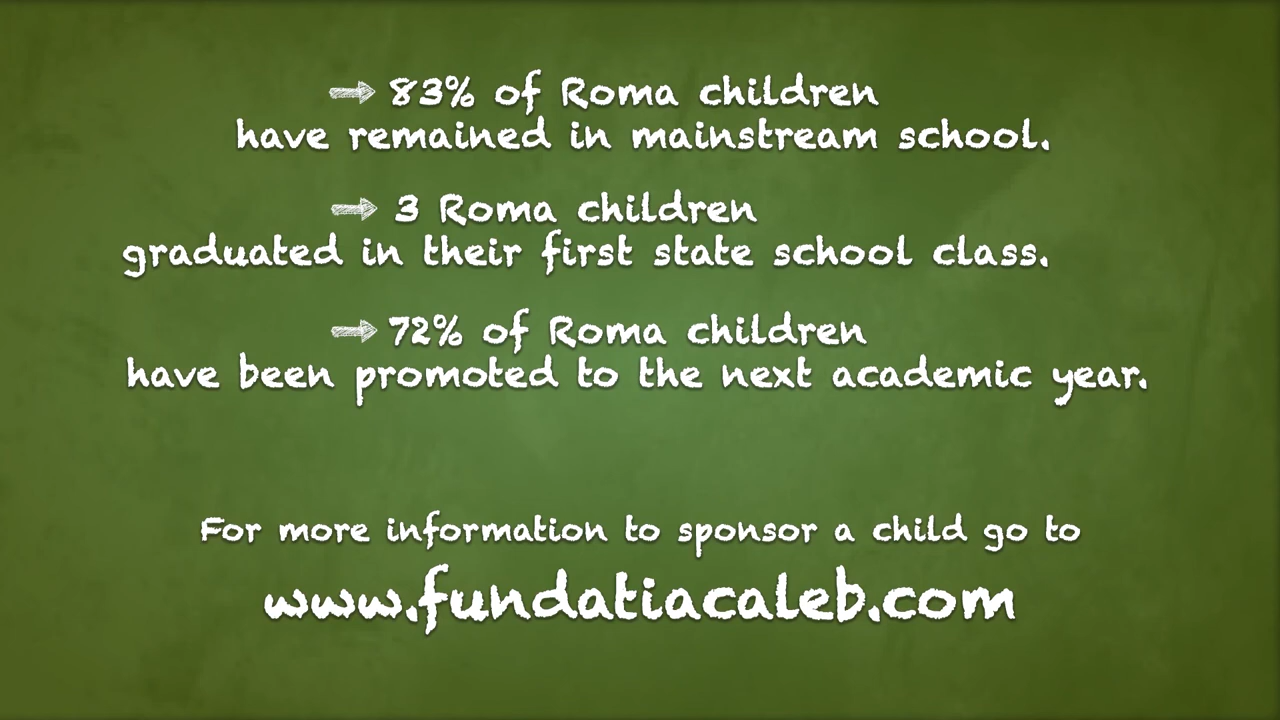 ➡ 83% of Roma children
have remained in mainstream school.
➡ 3 Roma children
graduated in their first state school class.
➡ 72% of Roma children
have been promoted to the next academic year.
For more information to sponsor a child go to
www.fundatiacaleb.com